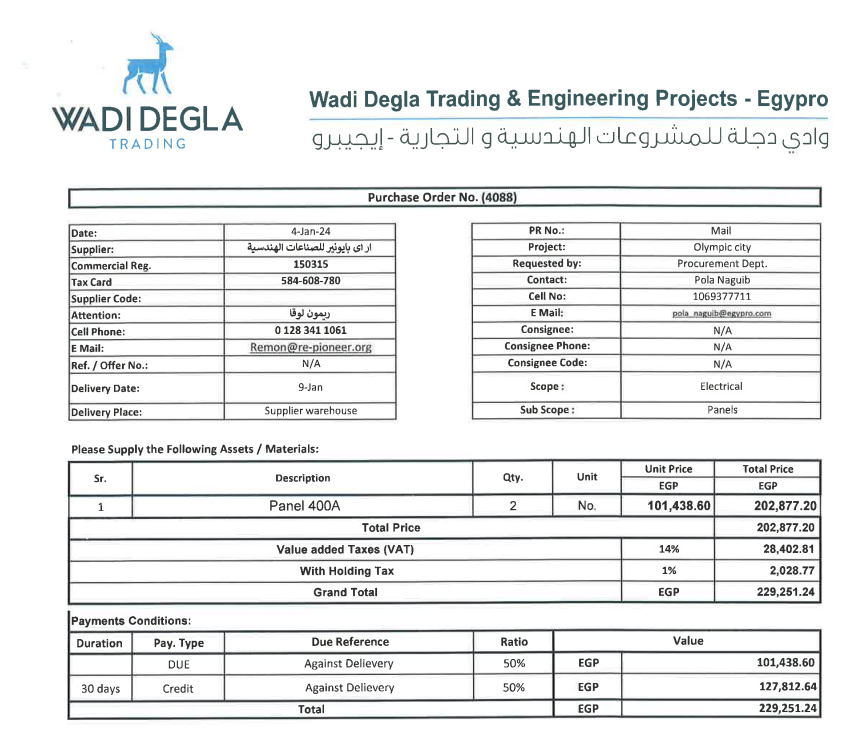 WADI DEGLA
TRADING
Wadi Degla Trading & Engineering Projects - Egypro
وادي دجلة للمشروعات الهندسية و التجارية - إيجيبرو
Purchase Order No. (4088)
Date: 4-Jan-24
Supplier: ار اى بايونير للصناعات الهندسية
Commercial Reg. 150315
Tax Card 584-608-780
Supplier Code:
Attention: ريمون لوقا
Cell Phone: 0 128 341 1061
E Mail: Remon@re-pioneer.org
Ref. / Offer No.: N/A
Delivery Date: 9-Jan
Delivery Place: Supplier warehouse
PR No.: Mail
Project: Olympic city
Requested by: Procurement Dept.
Contact: Pola Naguib
Cell No: 1069377711
E Mail: pola_naguib@egypro.com
Consignee: N/A
Consignee Phone: N/A
Consignee Code: N/A
Scope : Electrical
Sub Scope : Panels
Please Supply the Following Assets / Materials:
Sr. Description Qty. Unit Unit Price Total Price
EGP EGP
1 Panel 400A 2 No. 101,438.60 202,877.20
Total Price 202,877.20
Value added Taxes (VAT) 14% 28,402.81
With Holding Tax 1% 2,028.77
Grand Total EGP 229,251.24
Payments Conditions:
Duration Pay. Type Due Reference Ratio Value
DUE Against Delievery 50% EGP 101,438.60
30 days Credit Against Delievery 50% EGP 127,812.64
Total EGP 229,251.24